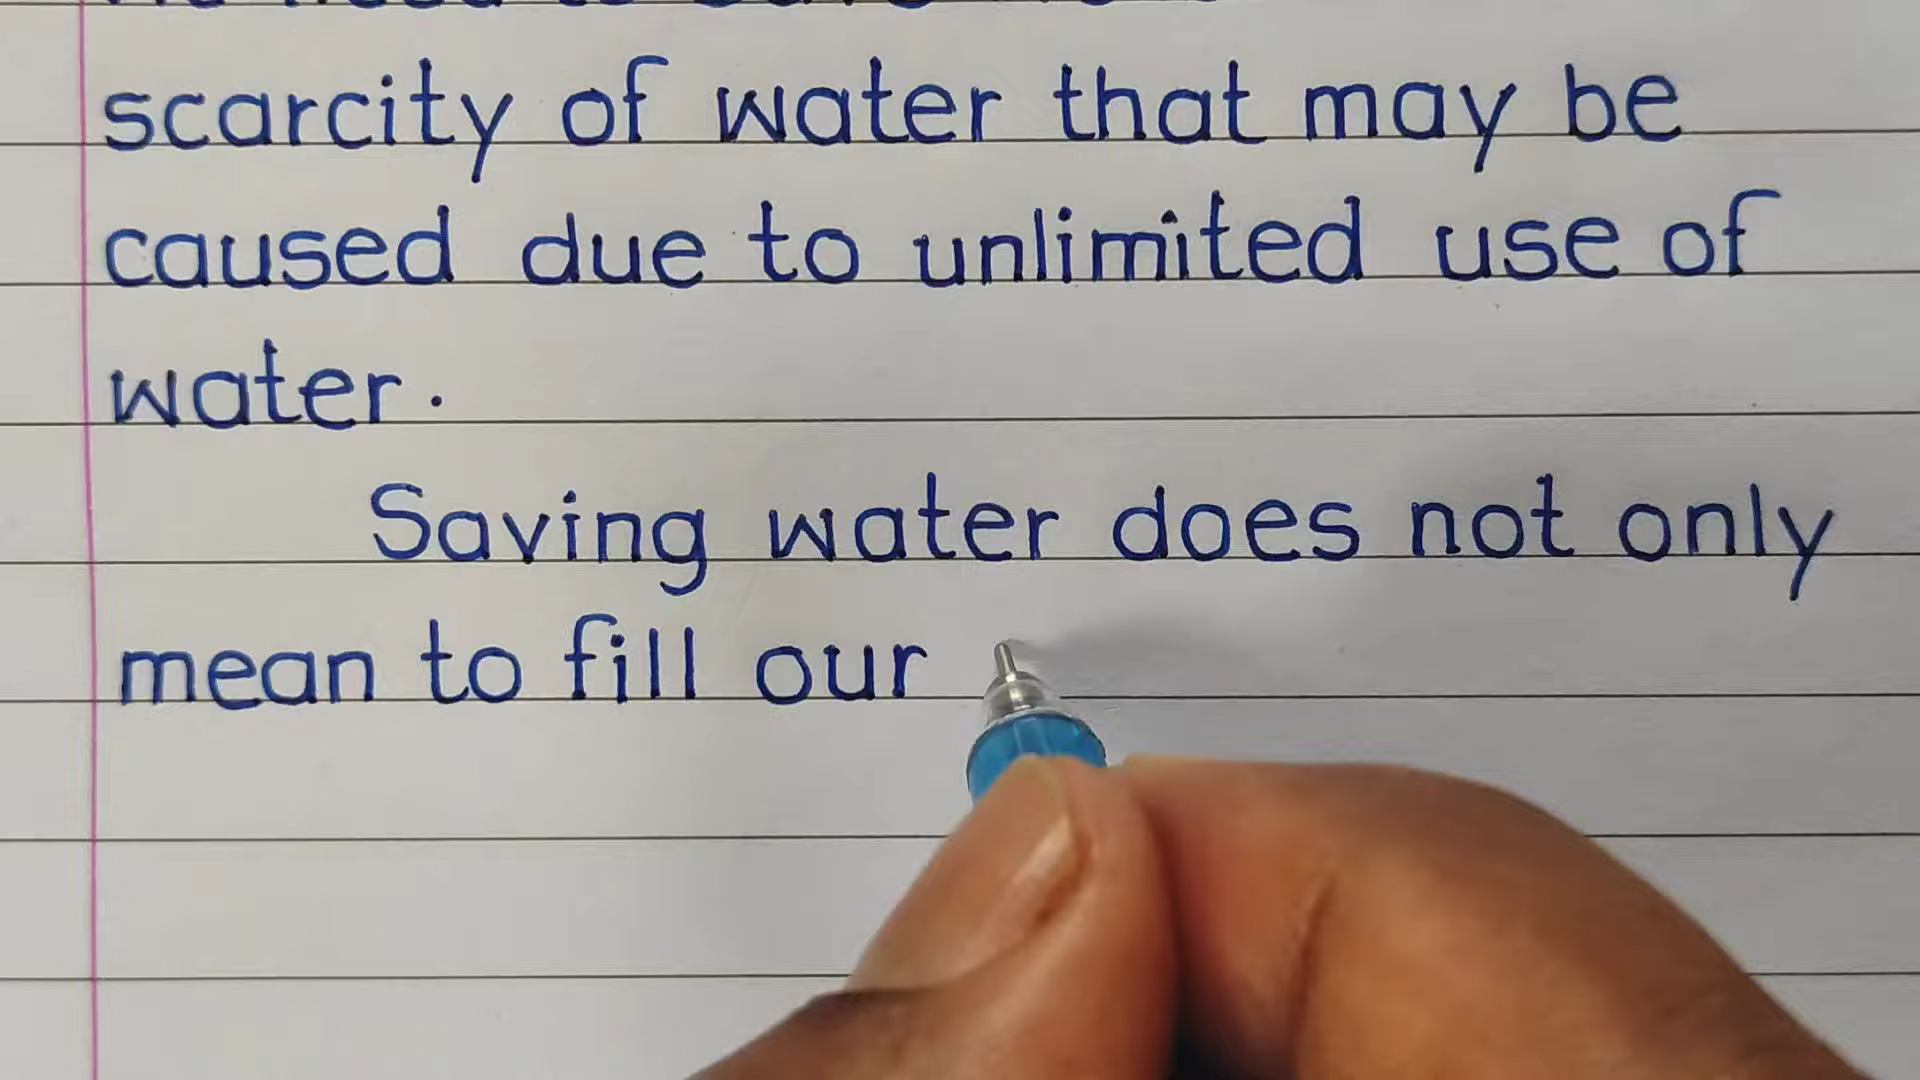 scarcity of water that may be
caused due to unlimited use of
water.
Saving water does not only
mean to fill our